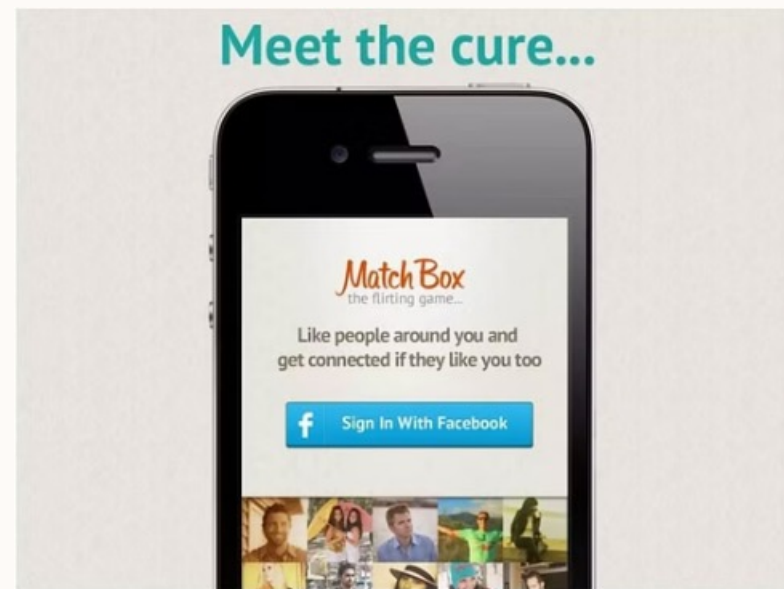 Meet the cure...
Match Box
the flirting game...
Like people around you and
get connected if they like you too
f Sign In With Facebook